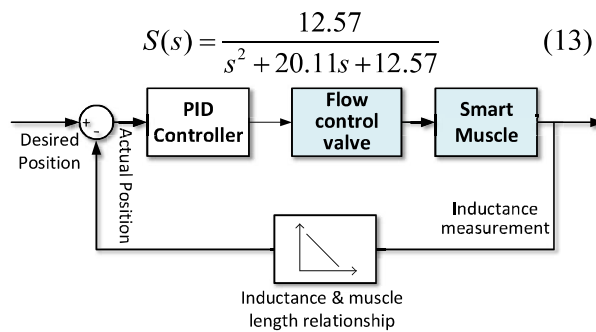 S(s) = 12.57 / (s² + 20.11s + 12.57) (13)
+
-
PID
Controller
Flow
control
valve
Smart
Muscle
Desired
Position
Actual Position
Inductance
measurement
Inductance & muscle
length relationship